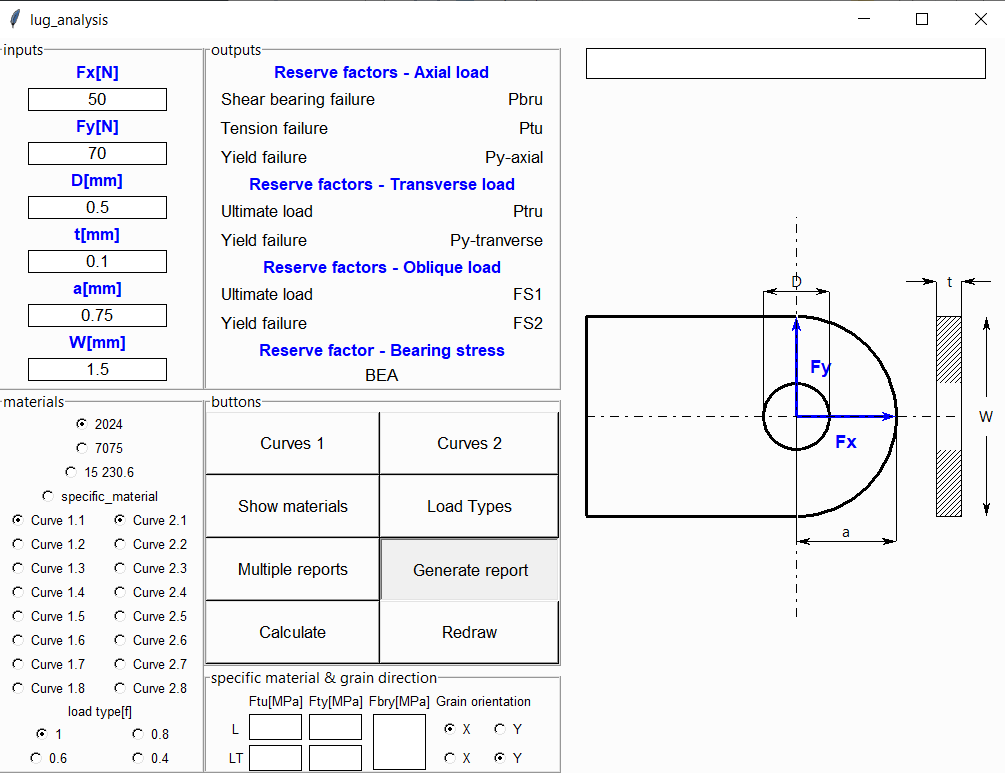 lug_analysis
inputs
Fx[N]
50
Fy[N]
70
D[mm]
0.5
t[mm]
0.1
a[mm]
0.75
W[mm]
1.5
outputs
Reserve factors - Axial load
Shear bearing failure Pbru
Tension failure Ptu
Yield failure Py-axial
Reserve factors - Transverse load
Ultimate load Ptru
Yield failure Py-tranverse
Reserve factors - Oblique load
Ultimate load FS1
Yield failure FS2
Reserve factor - Bearing stress
BEA
materials
2024
7075
15 230.6
specific_material
Curve 1.1 Curve 2.1
Curve 1.2 Curve 2.2
Curve 1.3 Curve 2.3
Curve 1.4 Curve 2.4
Curve 1.5 Curve 2.5
Curve 1.6 Curve 2.6
Curve 1.7 Curve 2.7
Curve 1.8 Curve 2.8
load type[f]
1 0.8
0.6 0.4
buttons
Curves 1 Curves 2
Show materials Load Types
Multiple reports Generate report
Calculate Redraw
specific material & grain direction
Ftu[MPa] Fty[MPa] Fbry[MPa] Grain orientation
L X Y
LT X Y
D
t
Fy
W
Fx
a